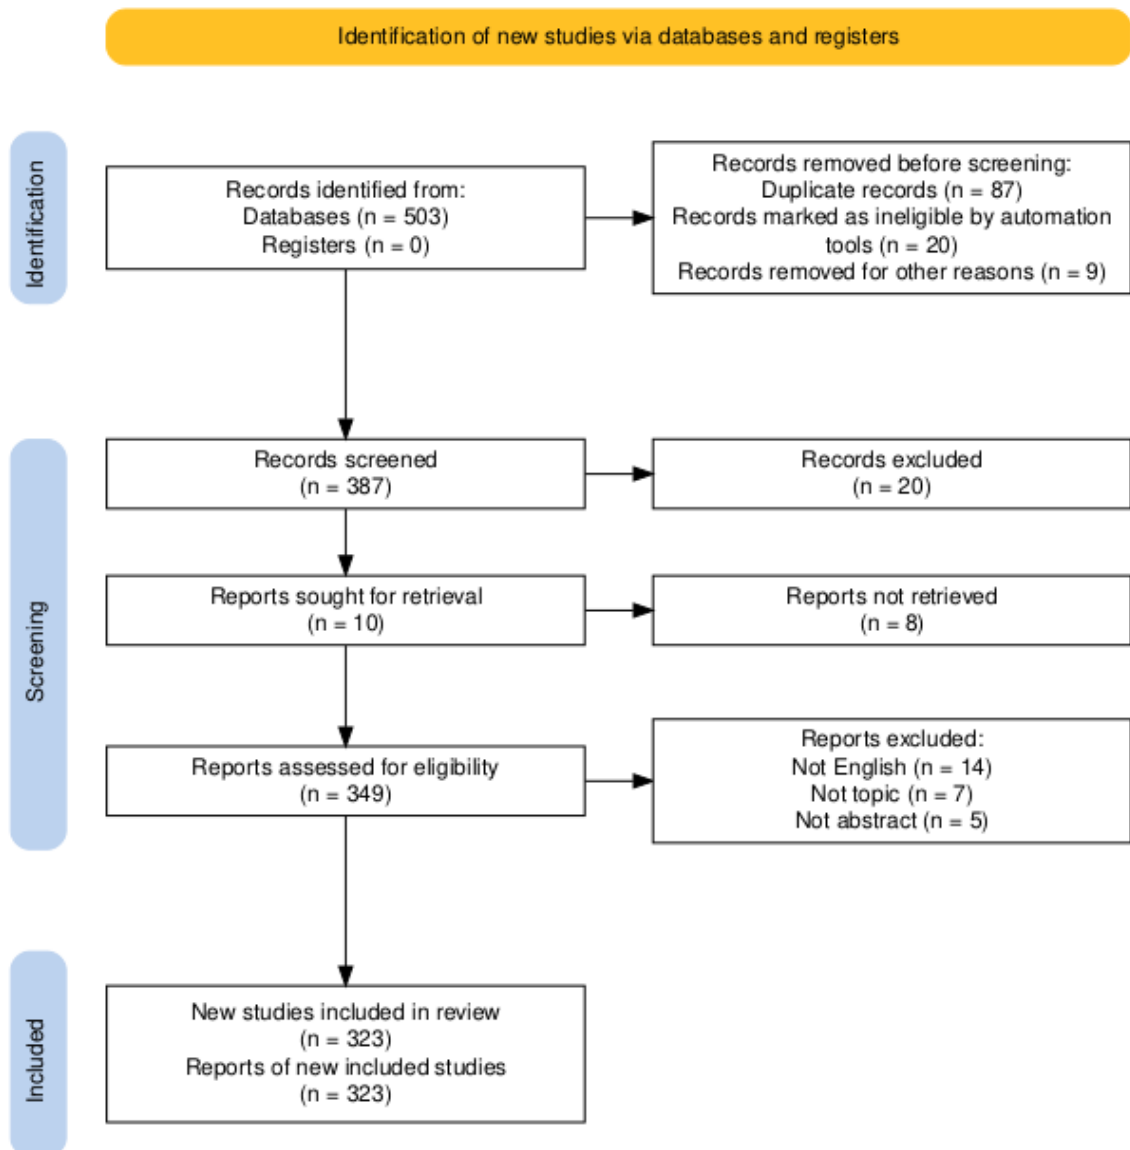 Identification of new studies via databases and registers
Identification
Records identified from:
Databases (n = 503)
Registers (n = 0)
Records removed before screening:
Duplicate records (n = 87)
Records marked as ineligible by automation
tools (n = 20)
Records removed for other reasons (n = 9)
Screening
Records screened
(n = 387)
Records excluded
(n = 20)
Reports sought for retrieval
(n = 10)
Reports not retrieved
(n = 8)
Reports assessed for eligibility
(n = 349)
Reports excluded:
Not English (n = 14)
Not topic (n = 7)
Not abstract (n = 5)
Included
New studies included in review
(n = 323)
Reports of new included studies
(n = 323)